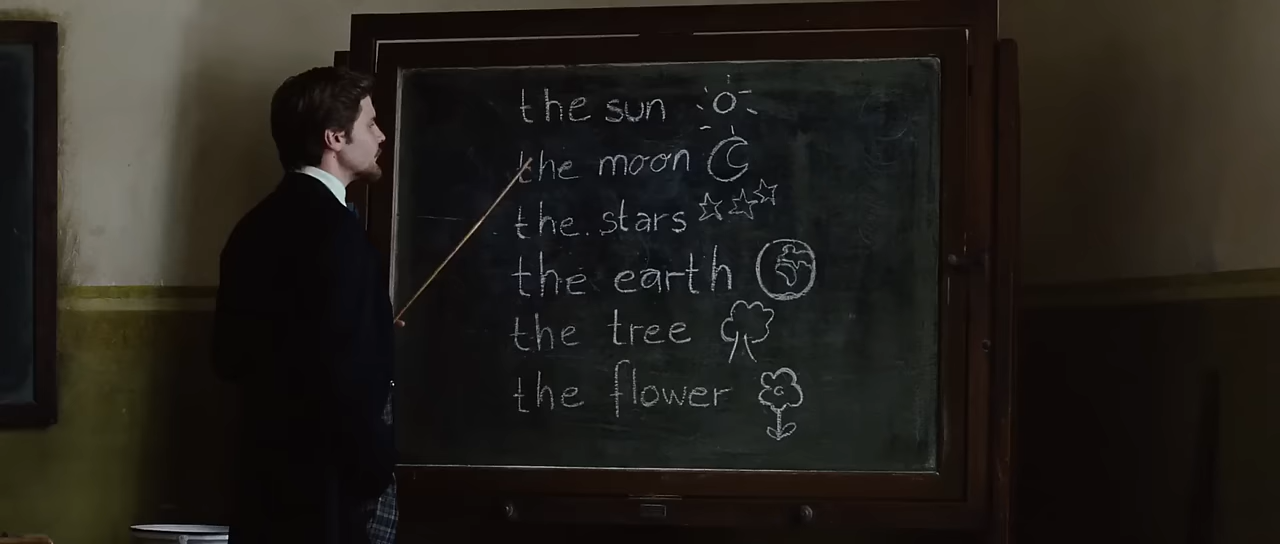 the sun
the moon
the stars
the earth
the tree
the flower